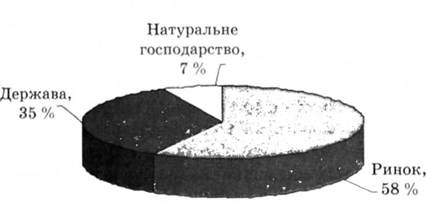 Натуральне
господарство,
7 %
Держава,
35 %
Ринок,
58 %